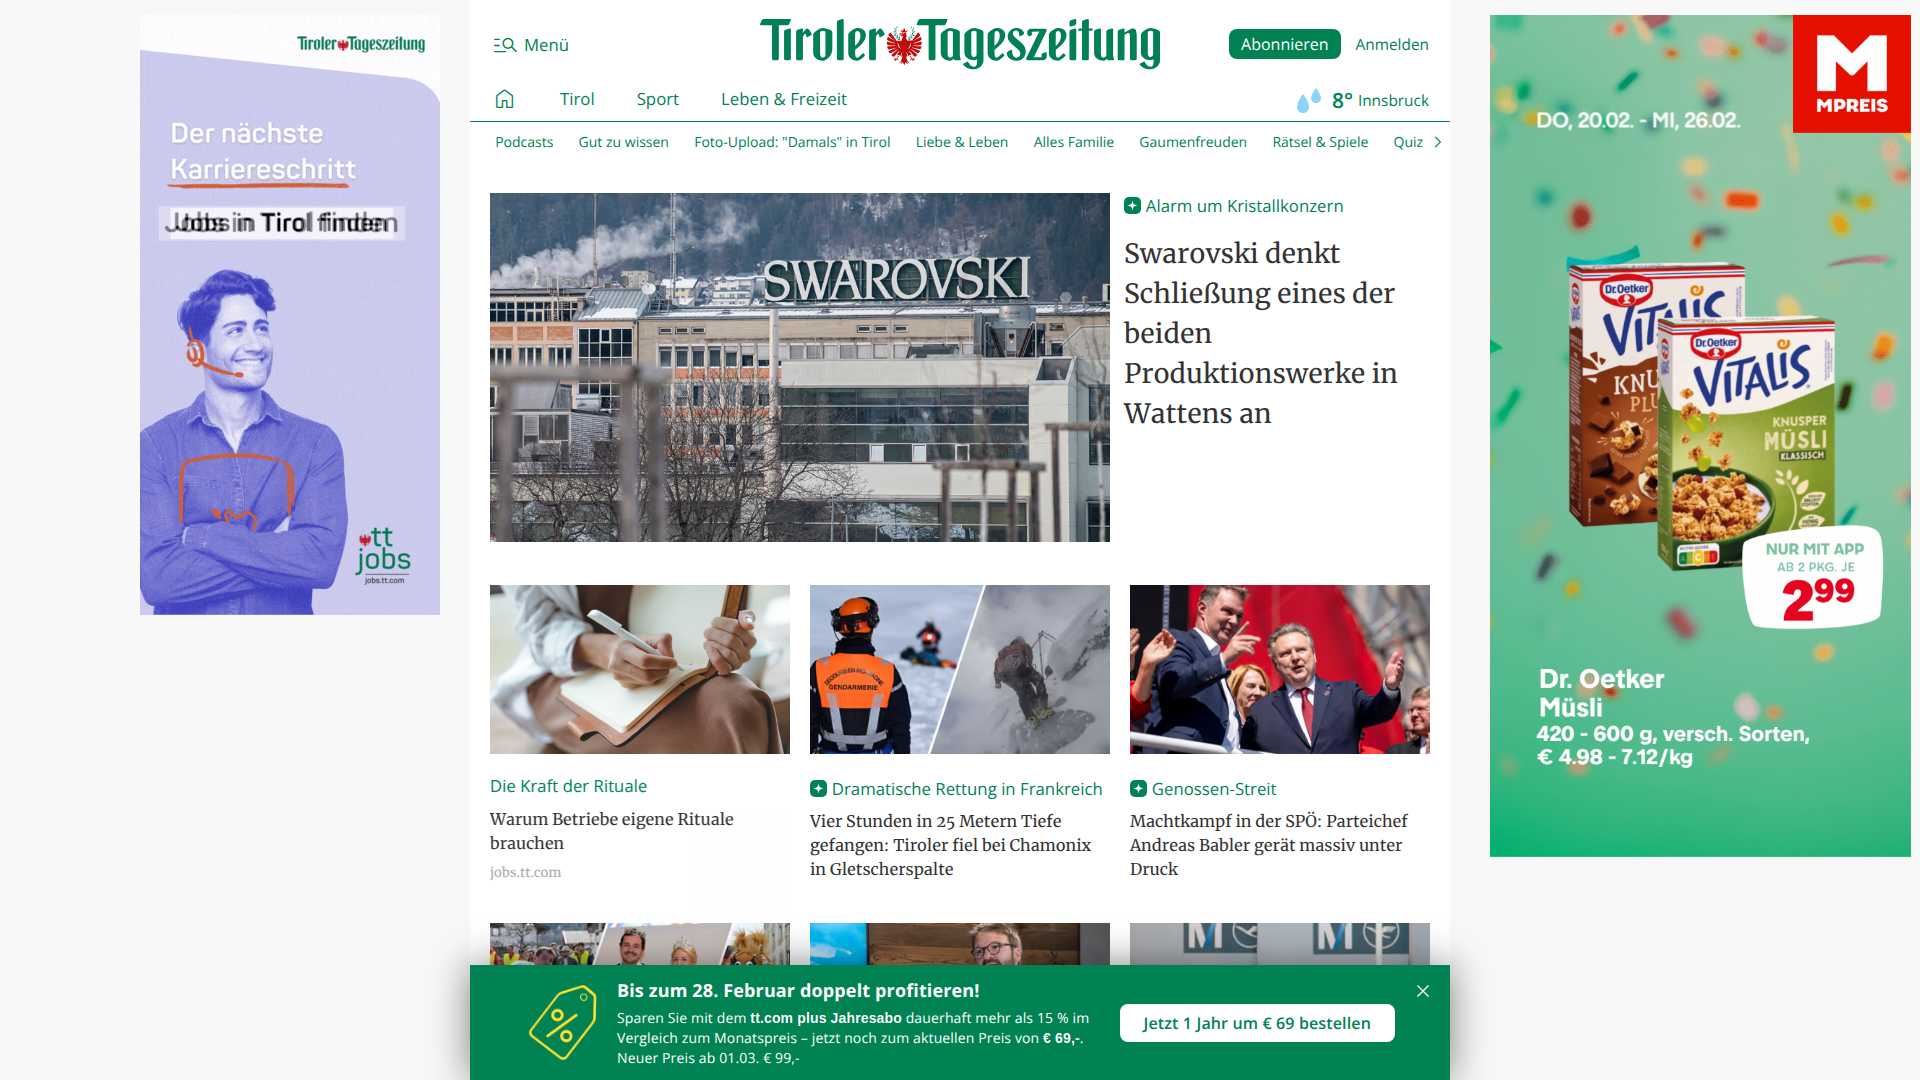 Tiroler Tageszeitung
Der nächste
Karriereschritt
Jobs in Tirol finden
tt
jobs
jobs.tt.com
Menü
Tiroler Tageszeitung
Abonnieren
Anmelden
Tirol
Sport
Leben & Freizeit
8° Innsbruck
Podcasts
Gut zu wissen
Foto-Upload: "Damals" in Tirol
Liebe & Leben
Alles Familie
Gaumenfreuden
Rätsel & Spiele
Quiz
SWAROVSKI
Alarm um Kristallkonzern
Swarovski denkt
Schließung eines der
beiden
Produktionswerke in
Wattens an
GENDARMERIE
Die Kraft der Rituale
Warum Betriebe eigene Rituale
brauchen
jobs.tt.com
Dramatische Rettung in Frankreich
Vier Stunden in 25 Metern Tiefe
gefangen: Tiroler fiel bei Chamonix
in Gletscherspalte
Genossen-Streit
Machtkampf in der SPÖ: Parteichef
Andreas Babler gerät massiv unter
Druck
Bis zum 28. Februar doppelt profitieren!
Sparen Sie mit dem tt.com plus Jahresabo dauerhaft mehr als 15 % im
Vergleich zum Monatspreis – jetzt noch zum aktuellen Preis von € 69,-.
Neuer Preis ab 01.03. € 99,-
Jetzt 1 Jahr um € 69 bestellen
M
MPREIS
DO, 20.02. - MI, 26.02.
Dr. Oetker
VITALIS
KNUSPER
MÜSLI
KLASSISCH
NUR MIT APP
AB 2 PKG. JE
299
Dr. Oetker
Müsli
420 - 600 g, versch. Sorten,
€ 4.98 - 7.12/kg